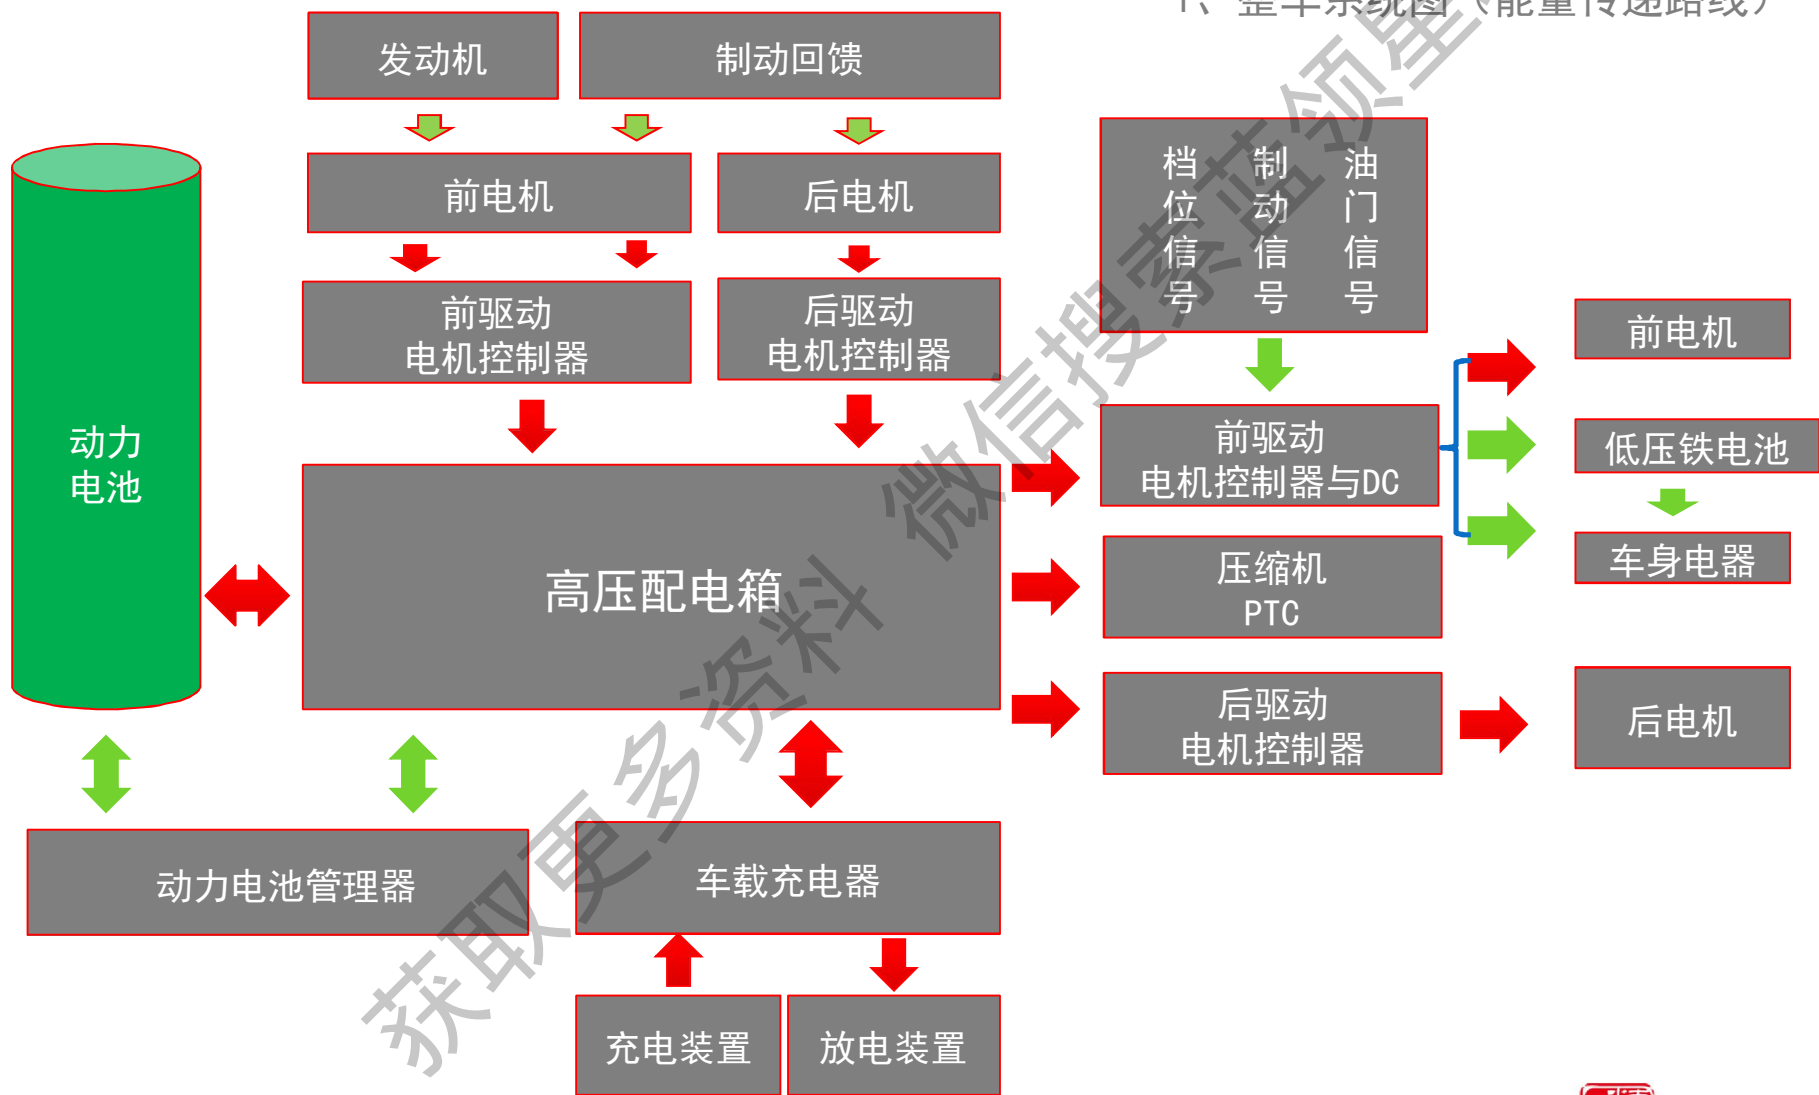 1、整车系统图（能量传递路线）
发动机
制动回馈
前电机
后电机
档位信号
制动信号
油门信号
前驱动
电机控制器
后驱动
电机控制器
前电机
动力
电池
前驱动
电机控制器与DC
低压铁电池
高压配电箱
压缩机
PTC
车身电器
后驱动
电机控制器
后电机
动力电池管理器
车载充电器
充电装置
放电装置
获取更多资料 微信搜索蓝领星